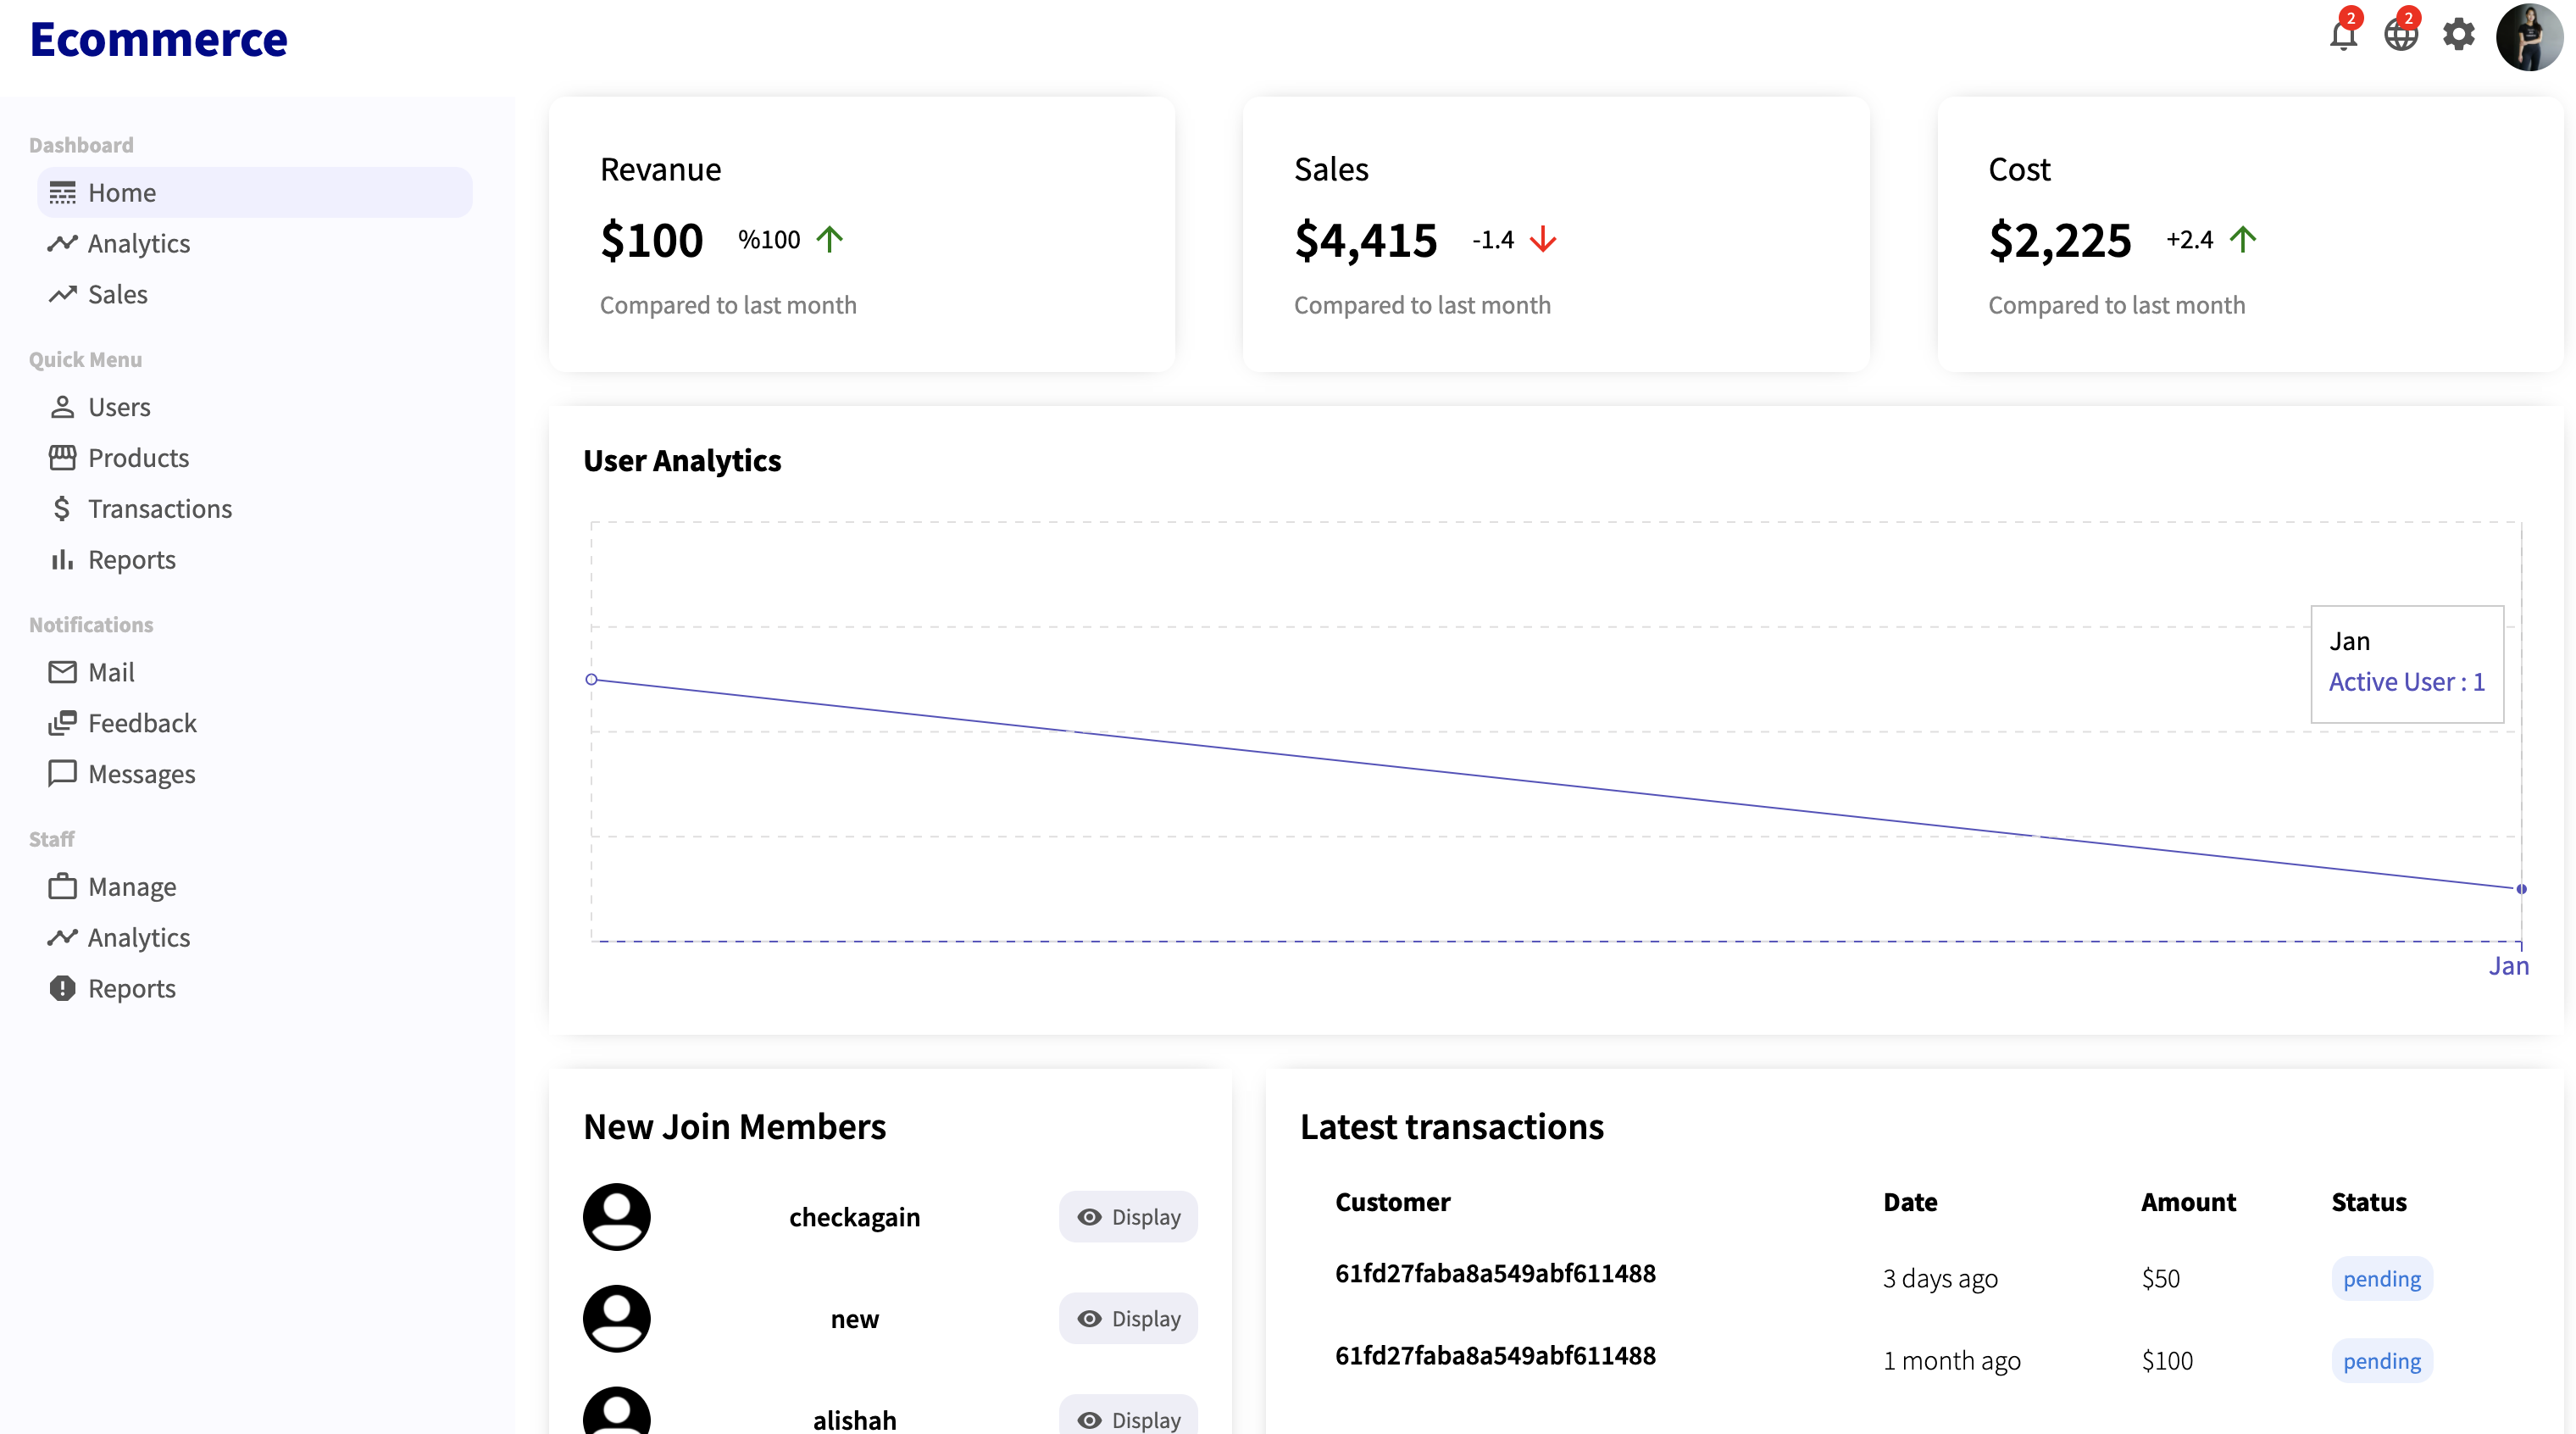 Ecommerce
2
2
Dashboard
Home
Analytics
Sales
Quick Menu
Users
Products
Transactions
Reports
Notifications
Mail
Feedback
Messages
Staff
Manage
Analytics
Reports
Revanue
$100 %100
Compared to last month
Sales
$4,415 -1.4
Compared to last month
Cost
$2,225 +2.4
Compared to last month
User Analytics
Jan
Active User : 1
Jan
New Join Members
checkagain Display
new Display
alishah Display
Latest transactions
Customer Date Amount Status
61fd27faba8a549abf611488 3 days ago $50 pending
61fd27faba8a549abf611488 1 month ago $100 pending